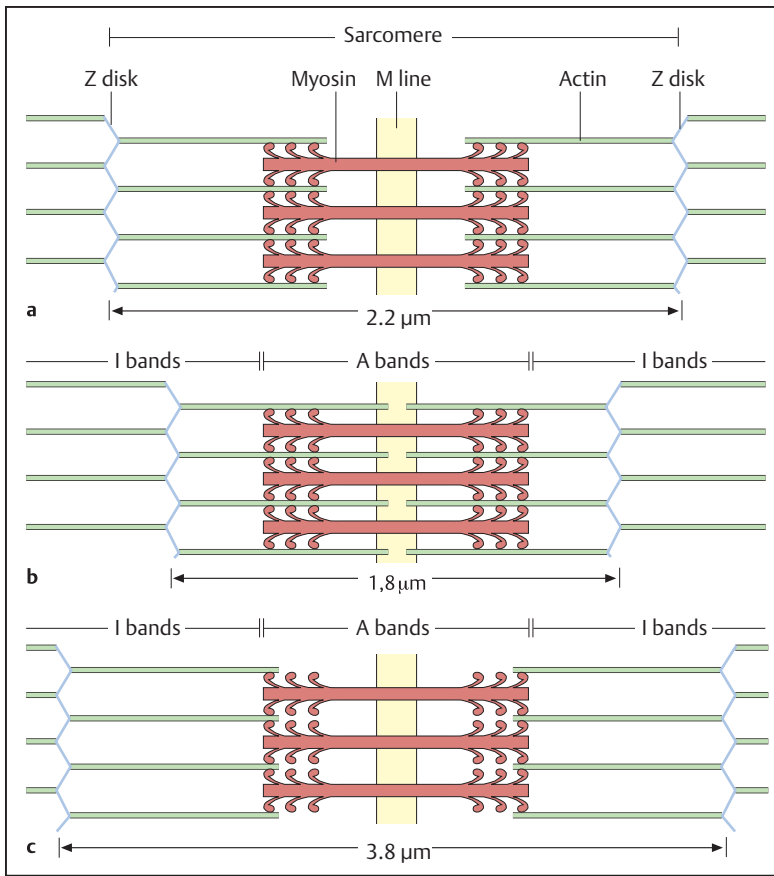 Sarcomere
Z disk Myosin M line Actin Z disk
a
2.2 µm
I bands A bands I bands
b
1,8 µm
I bands A bands I bands
c
3.8 µm